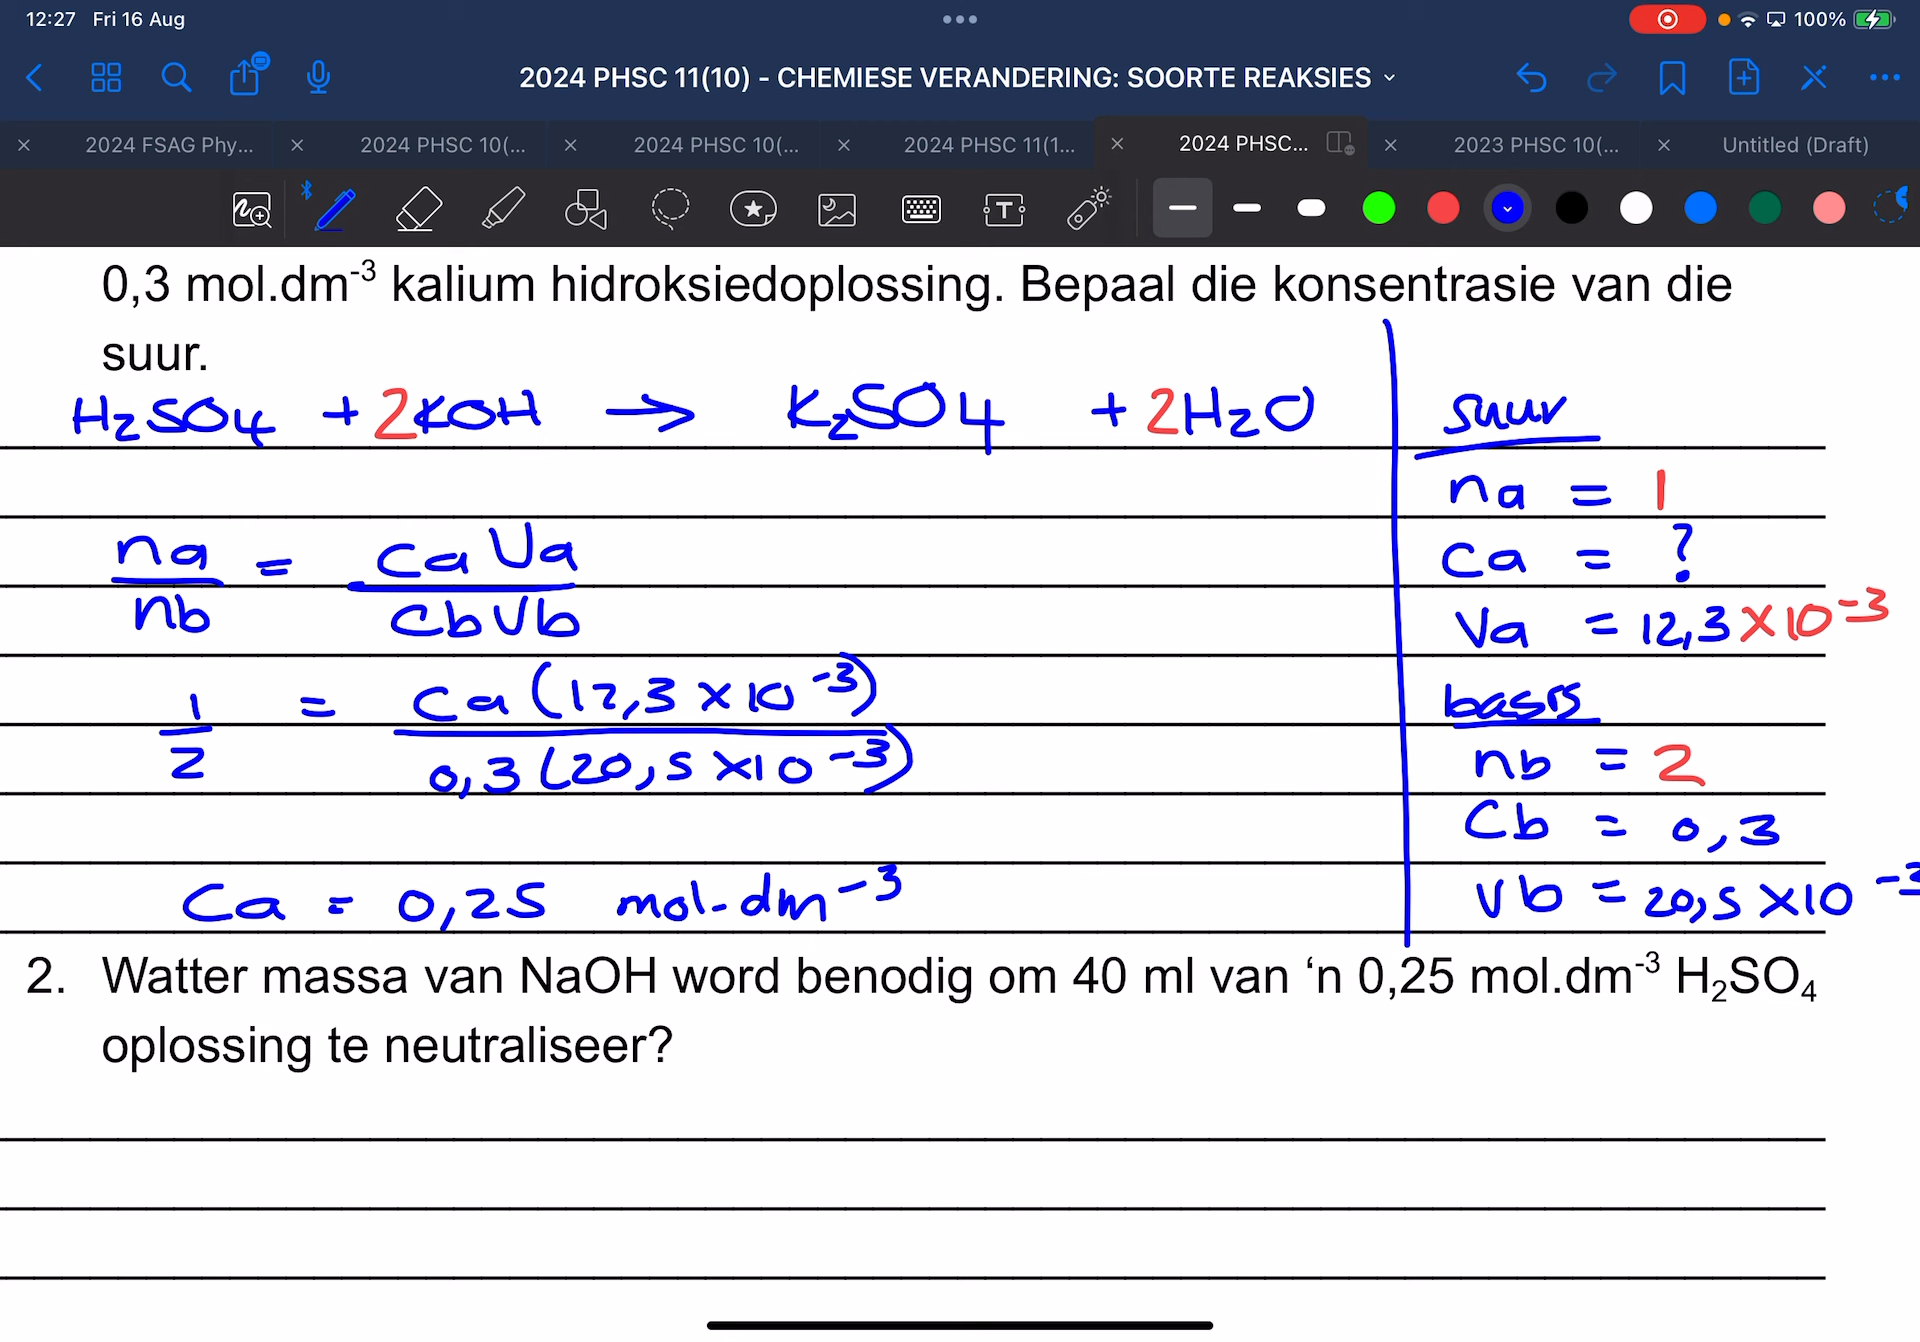 12:27 Fri 16 Aug
100%
2024 PHSC 11(10) - CHEMIESE VERANDERING: SOORTE REAKSIES
2024 FSAG Phy... 2024 PHSC 10(... 2024 PHSC 10(... 2024 PHSC 11(1... 2024 PHSC... 2023 PHSC 10(... Untitled (Draft)
0,3 mol.dm⁻³ kalium hidroksiedoplossing. Bepaal die konsentrasie van die
suur.
H₂SO₄ + 2KOH → K₂SO₄ + 2H₂O
na/nb = CaVa/CbVb
1/2 = Ca(12,3 × 10⁻³)/0,3(20,5 × 10⁻³)
Ca = 0,25 mol.dm⁻³
suur
na = 1
Ca = ?
Va = 12,3 × 10⁻³
basis
nb = 2
Cb = 0,3
Vb = 20,5 × 10⁻³
2. Watter massa van NaOH word benodig om 40 ml van ‘n 0,25 mol.dm⁻³ H₂SO₄
oplossing te neutraliseer?